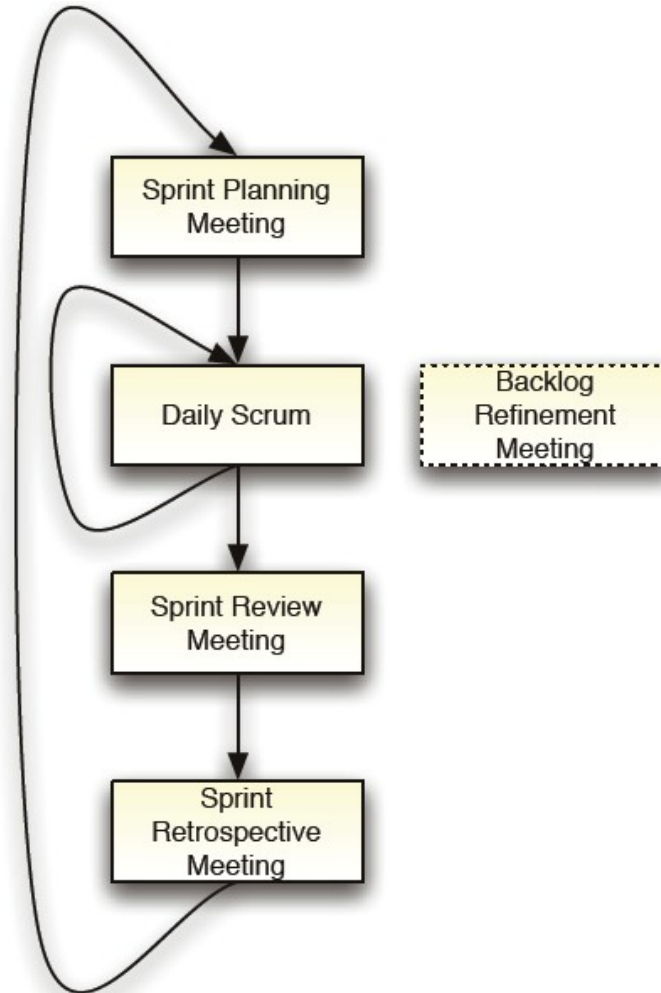 Sprint Planning
Meeting
Daily Scrum
Backlog
Refinement
Meeting
Sprint Review
Meeting
Sprint
Retrospective
Meeting